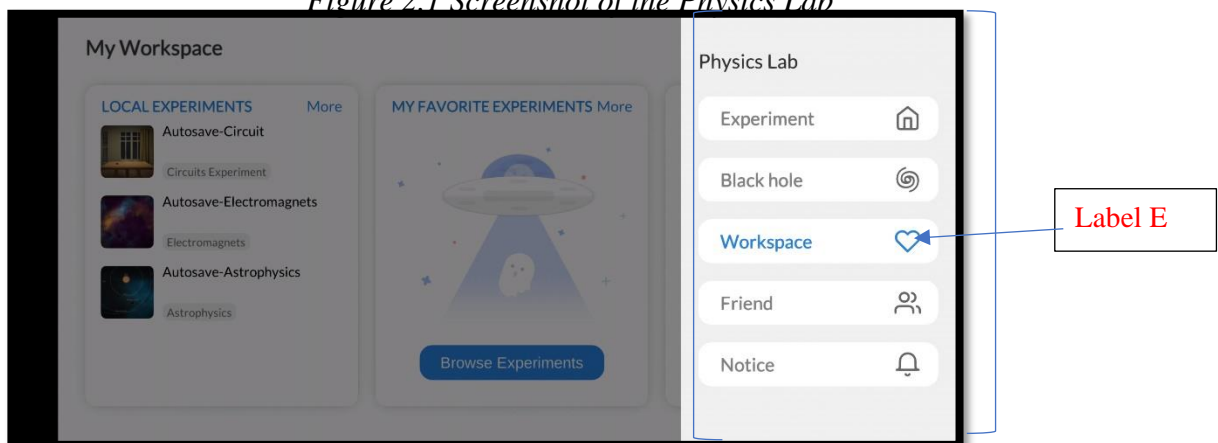 Figure 2.1 Screenshot of the Physics Lab
My Workspace
LOCAL EXPERIMENTS More
Autosave-Circuit
Circuits Experiment
Autosave-Electromagnets
Electromagnets
Autosave-Astrophysics
Astrophysics
MY FAVORITE EXPERIMENTS More
Browse Experiments
Physics Lab
Experiment
Black hole
Workspace
Friend
Notice
Label E